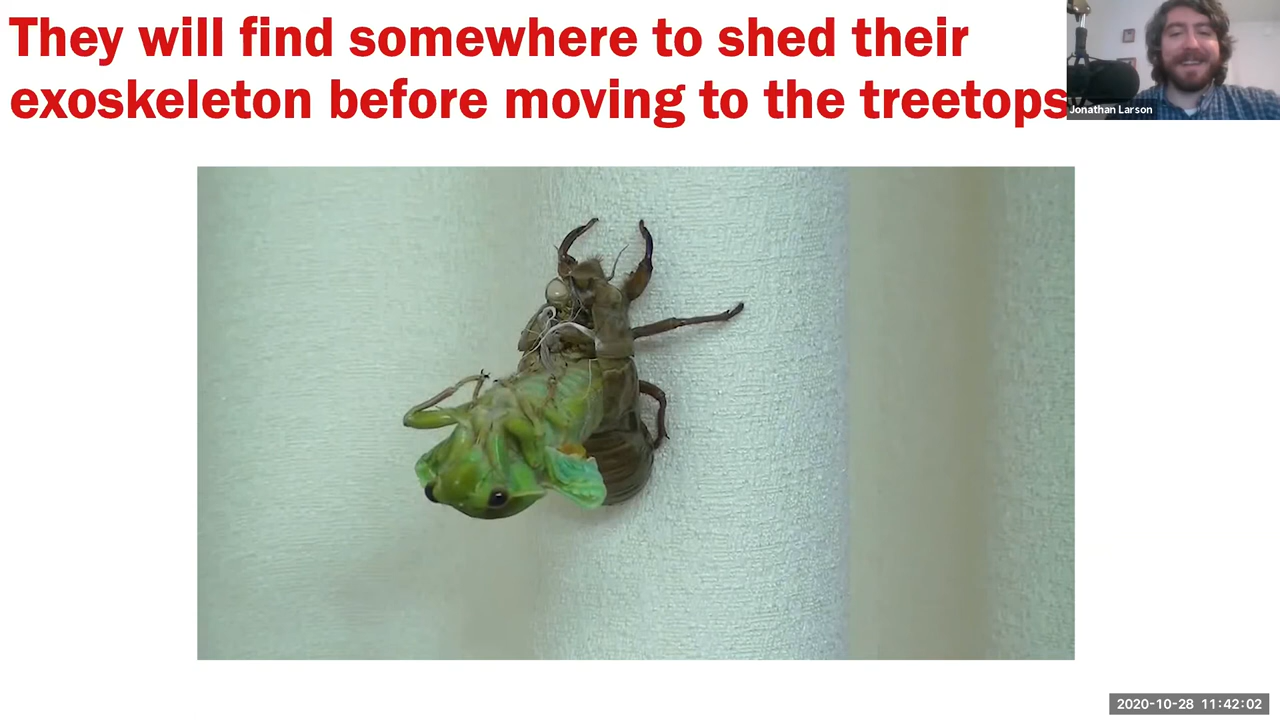 They will find somewhere to shed their
exoskeleton before moving to the treetops
Jonathan Larson
2020-10-28 11:42:02